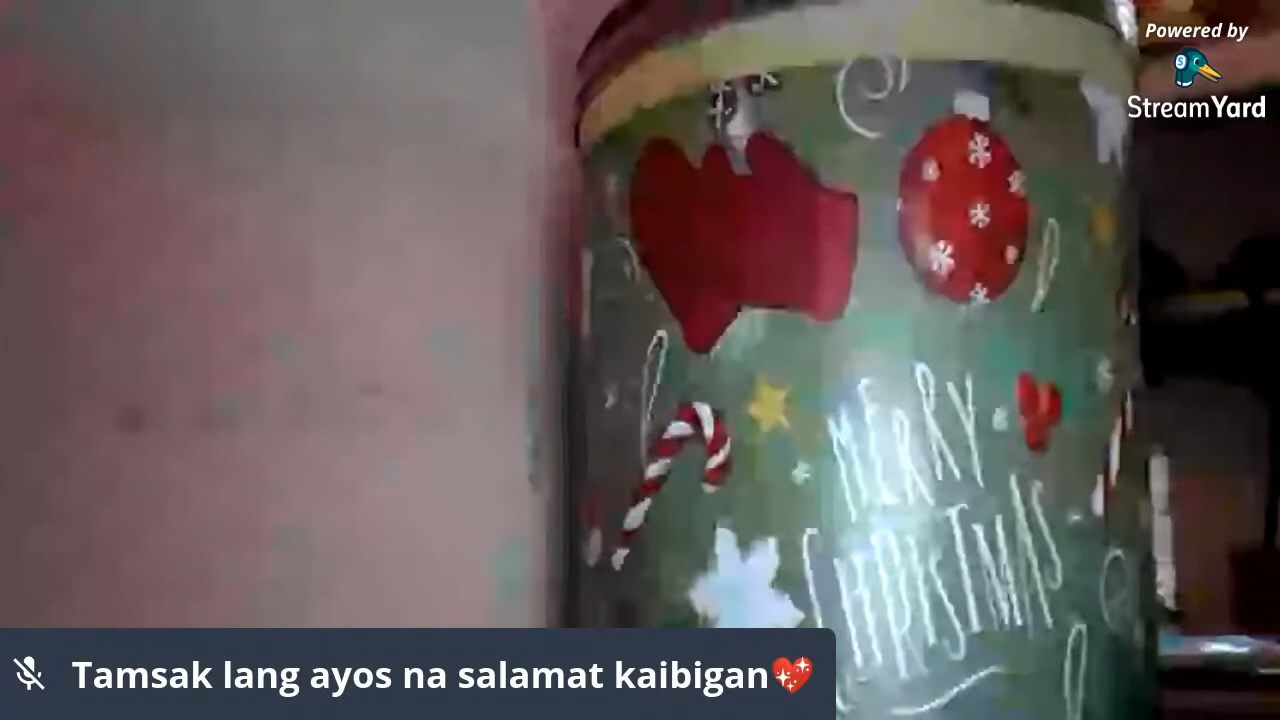 Powered by
StreamYard
MERRY
CHRISTMAS
Tamsak lang ayos na salamat kaibigan💖